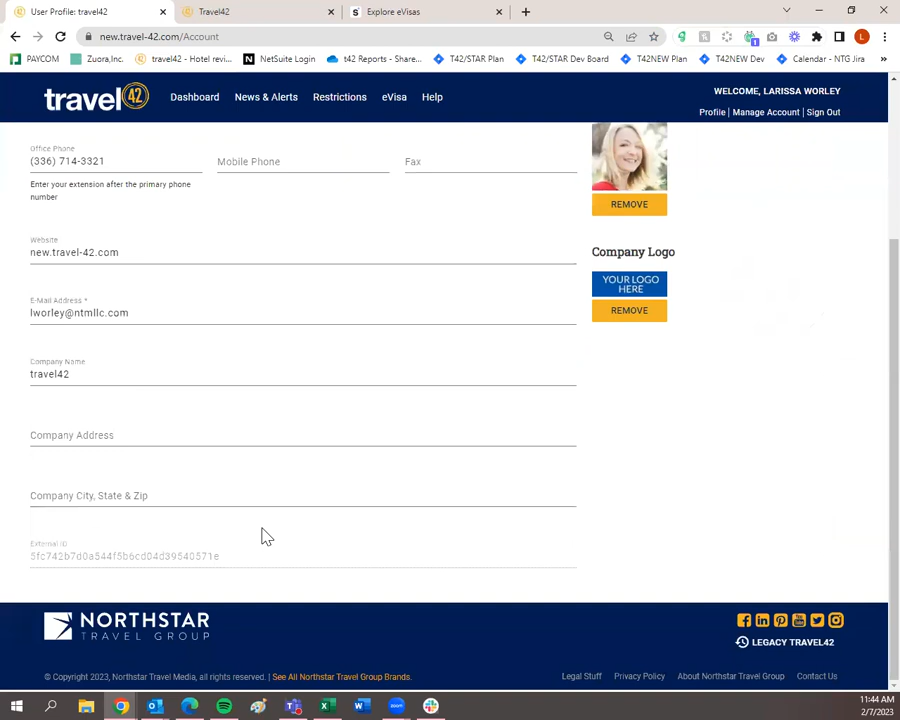 User Profile: travel42
Travel42
Explore eVisas
new.travel-42.com/Account
PAYCOM
Zuora,Inc.
travel42 - Hotel revi...
NetSuite Login
t42 Reports - Share...
T42/STAR Plan
T42/STAR Dev Board
T42NEW Plan
T42NEW Dev
Calendar - NTG Jira
travel42
Dashboard
News & Alerts
Restrictions
eVisa
Help
WELCOME, LARISSA WORLEY
Profile | Manage Account | Sign Out
Office Phone
(336) 714-3321
Mobile Phone
Fax
Enter your extension after the primary phone
number
REMOVE
Website
new.travel-42.com
Company Logo
YOUR LOGO
HERE
REMOVE
E-Mail Address *
lworley@ntmllc.com
Company Name
travel42
Company Address
Company City, State & Zip
External ID
5fc742b7d0a544f5b6cd04d39540571e
NORTHSTAR
TRAVEL GROUP
LEGACY TRAVEL42
© Copyright 2023, Northstar Travel Media, all rights reserved. | See All Northstar Travel Group Brands.
Legal Stuff
Privacy Policy
About Northstar Travel Group
Contact Us
11:44 AM
2/7/2023